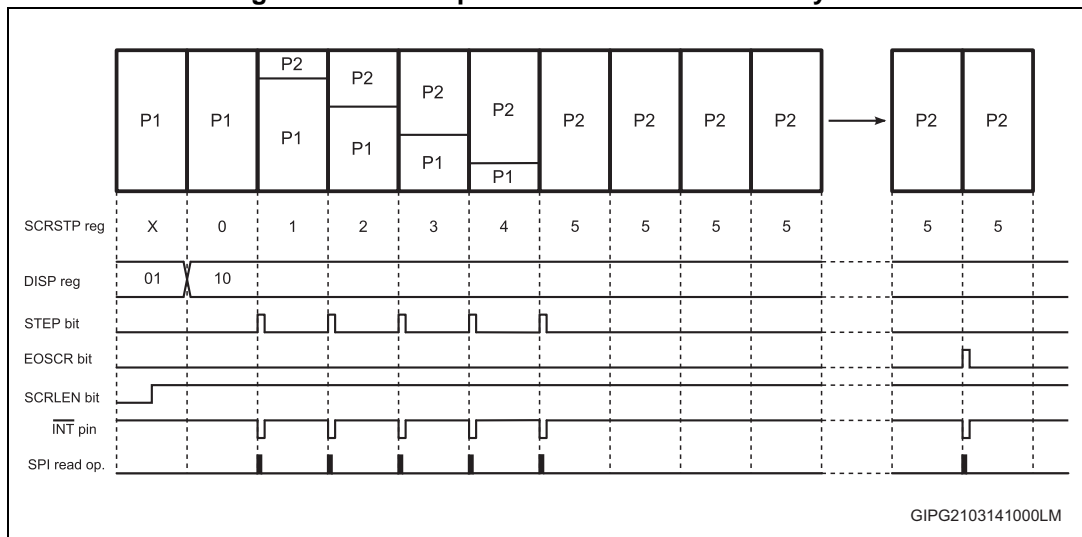 P1 P1 P2 P2 P2 P2 P2 P2 P2 P2 P2 P2
P1 P1 P1 P1
SCRSTP reg X 0 1 2 3 4 5 5 5 5 5 5
DISP reg 01 10
STEP bit
EOSCR bit
SCRLEN bit
INT pin
SPI read op.
GIPG2103141000LM